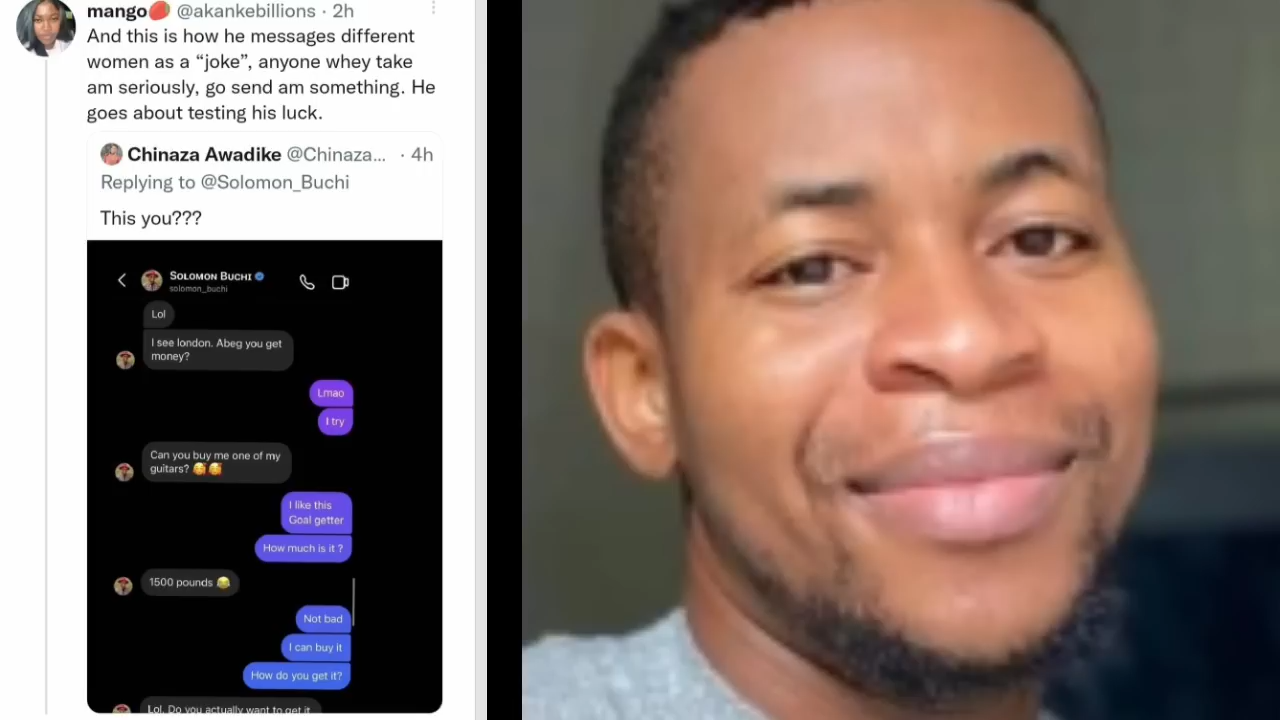 mango🥭 @akankebillions · 2h
And this is how he messages different
women as a “joke”, anyone whey take
am seriously, go send am something. He
goes about testing his luck.
Chinaza Awadike @Chinaza... · 4h
Replying to @Solomon_Buchi
This you???
SOLOMON BUCHI
solomon_buchi
Lol
I see london. Abeg you get
money?
Lmao
I try
Can you buy me one of my
guitars? 🥰🥰
I like this
Goal getter
How much is it ?
1500 pounds 😂
Not bad
I can buy it
How do you get it?
Lol. Do you actually want to get it